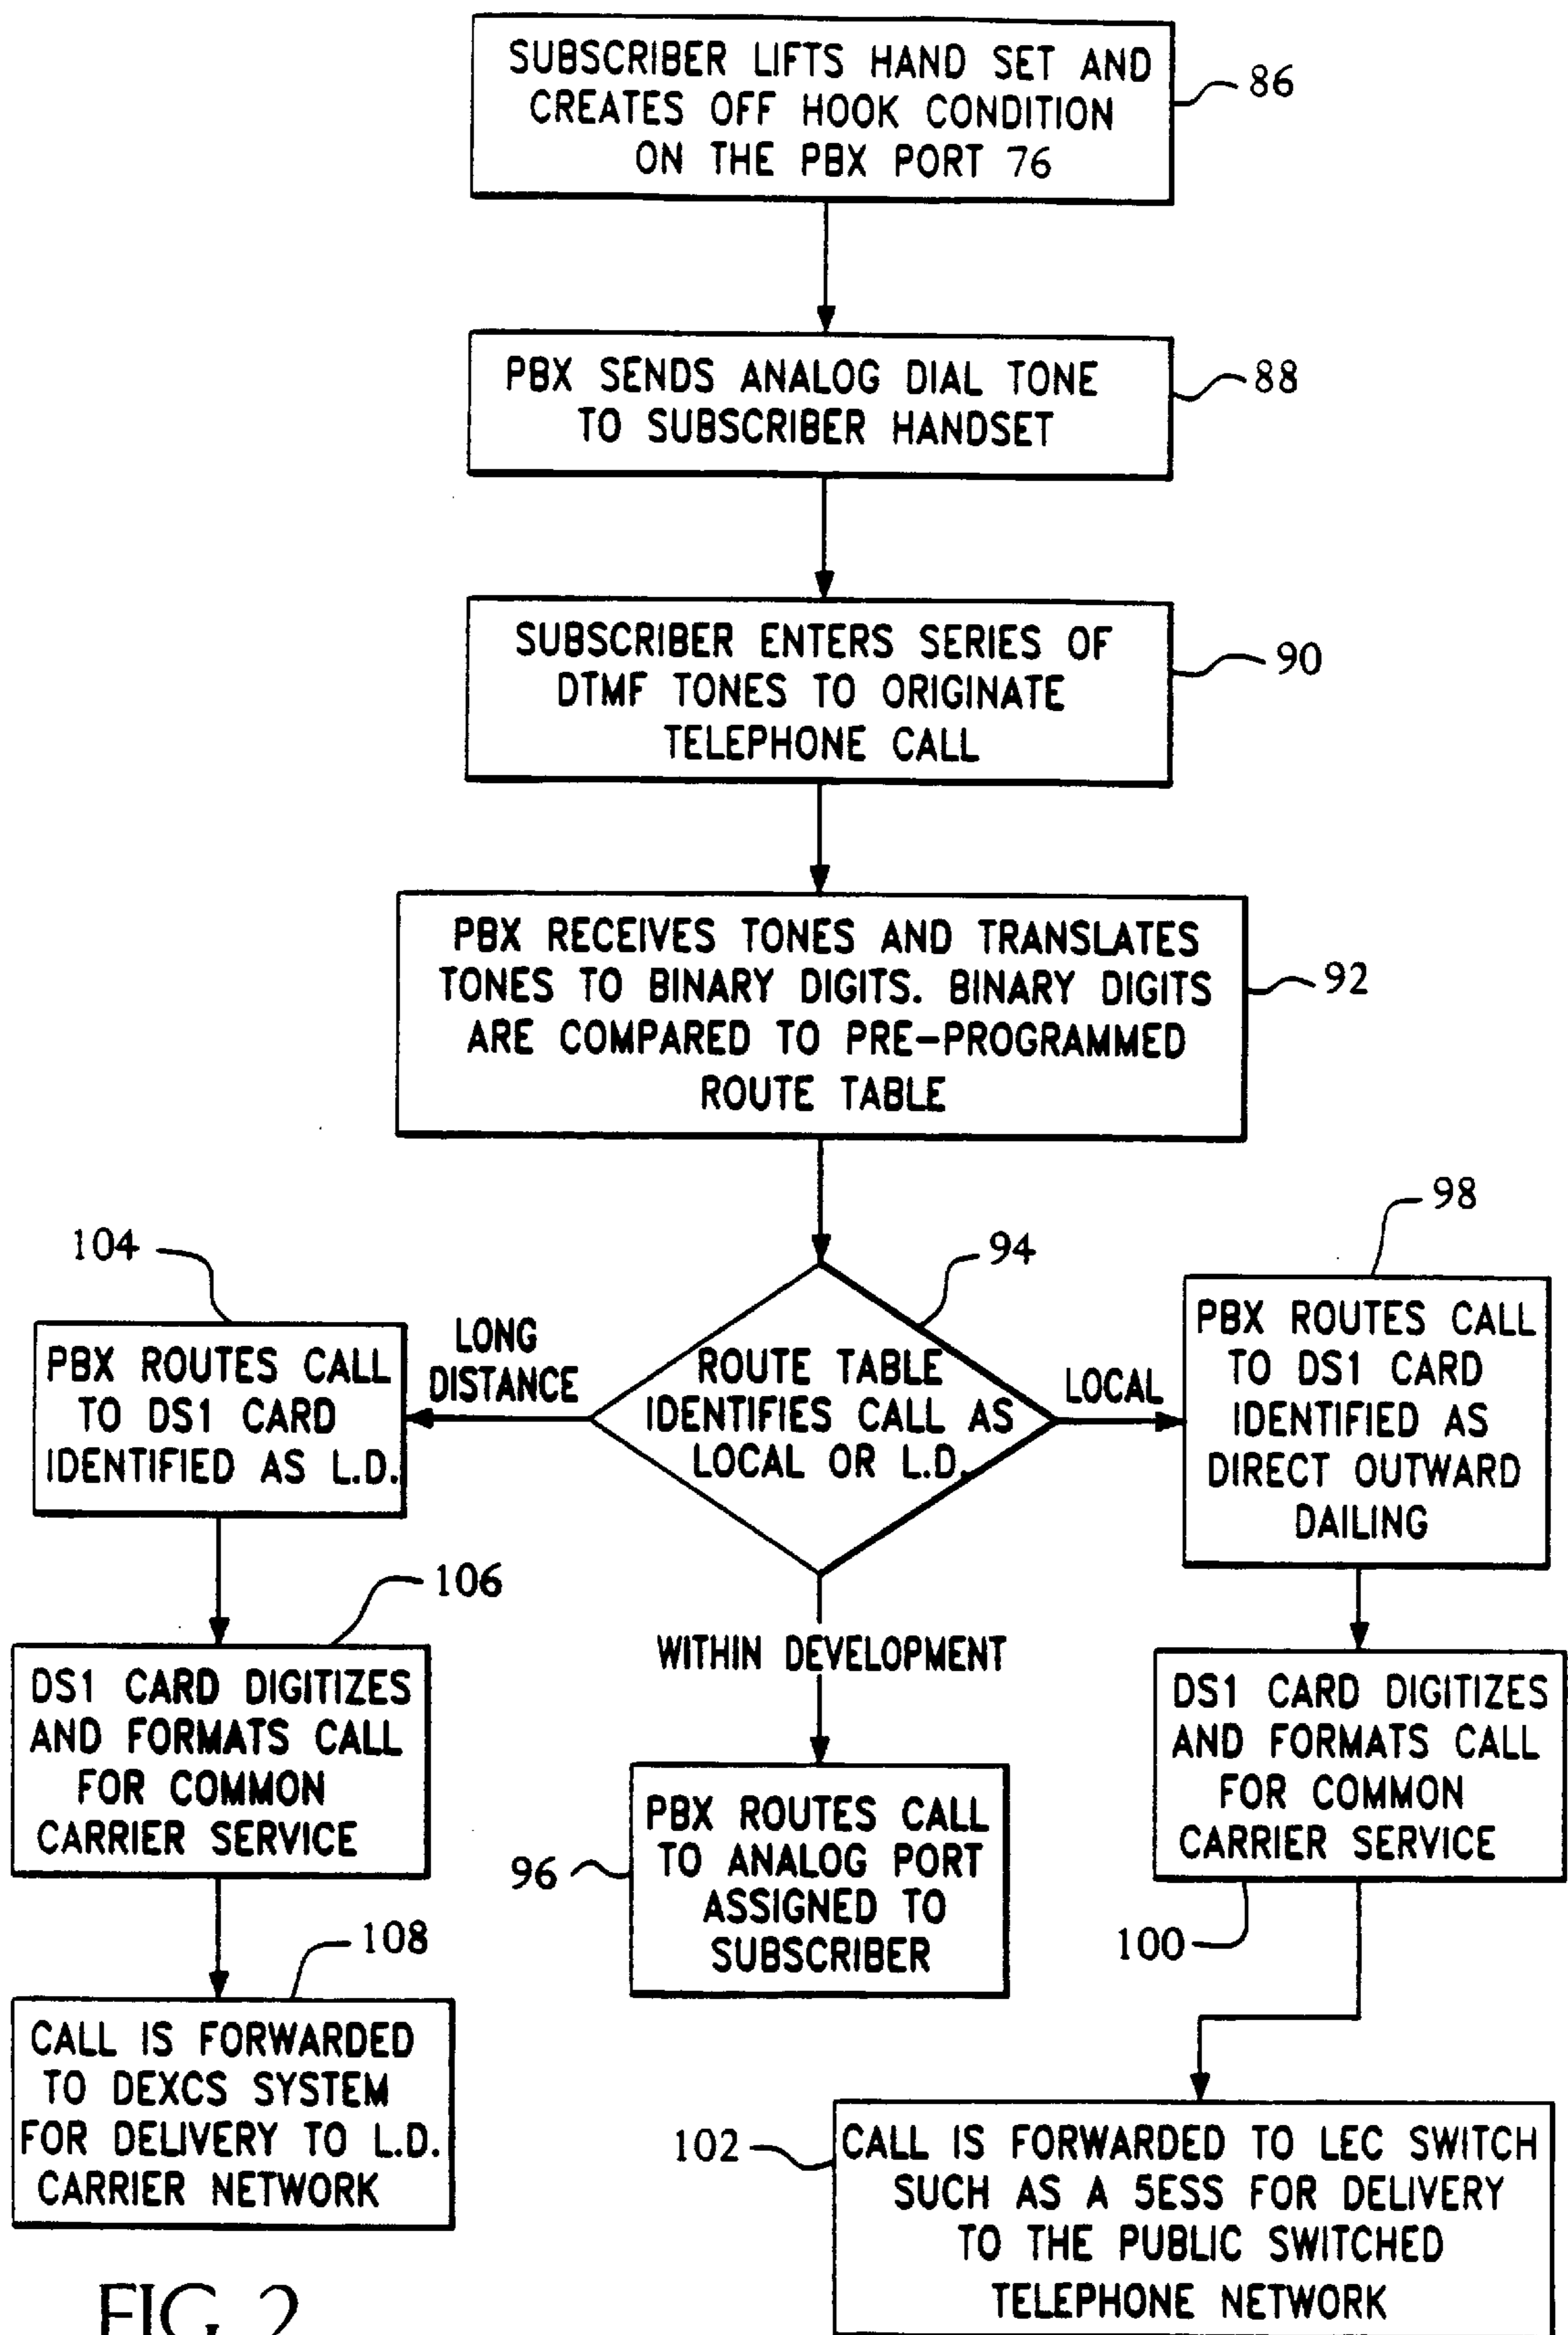 SUBSCRIBER LIFTS HAND SET AND
CREATES OFF HOOK CONDITION
ON THE PBX PORT 76
86
PBX SENDS ANALOG DIAL TONE
TO SUBSCRIBER HANDSET
88
SUBSCRIBER ENTERS SERIES OF
DTMF TONES TO ORIGINATE
TELEPHONE CALL
90
PBX RECEIVES TONES AND TRANSLATES
TONES TO BINARY DIGITS. BINARY DIGITS
ARE COMPARED TO PRE-PROGRAMMED
ROUTE TABLE
92
94
ROUTE TABLE
IDENTIFIES CALL AS
LOCAL OR L.D.
LONG
DISTANCE
104
PBX ROUTES CALL
TO DS1 CARD
IDENTIFIED AS L.D.
106
DS1 CARD DIGITIZES
AND FORMATS CALL
FOR COMMON
CARRIER SERVICE
108
CALL IS FORWARDED
TO DEXCS SYSTEM
FOR DELIVERY TO L.D.
CARRIER NETWORK
WITHIN DEVELOPMENT
96
PBX ROUTES CALL
TO ANALOG PORT
ASSIGNED TO
SUBSCRIBER
LOCAL
98
PBX ROUTES CALL
TO DS1 CARD
IDENTIFIED AS
DIRECT OUTWARD
DAILING
DS1 CARD DIGITIZES
AND FORMATS CALL
FOR COMMON
CARRIER SERVICE
100
102
CALL IS FORWARDED TO LEC SWITCH
SUCH AS A 5ESS FOR DELIVERY
TO THE PUBLIC SWITCHED
TELEPHONE NETWORK
FIG. 2